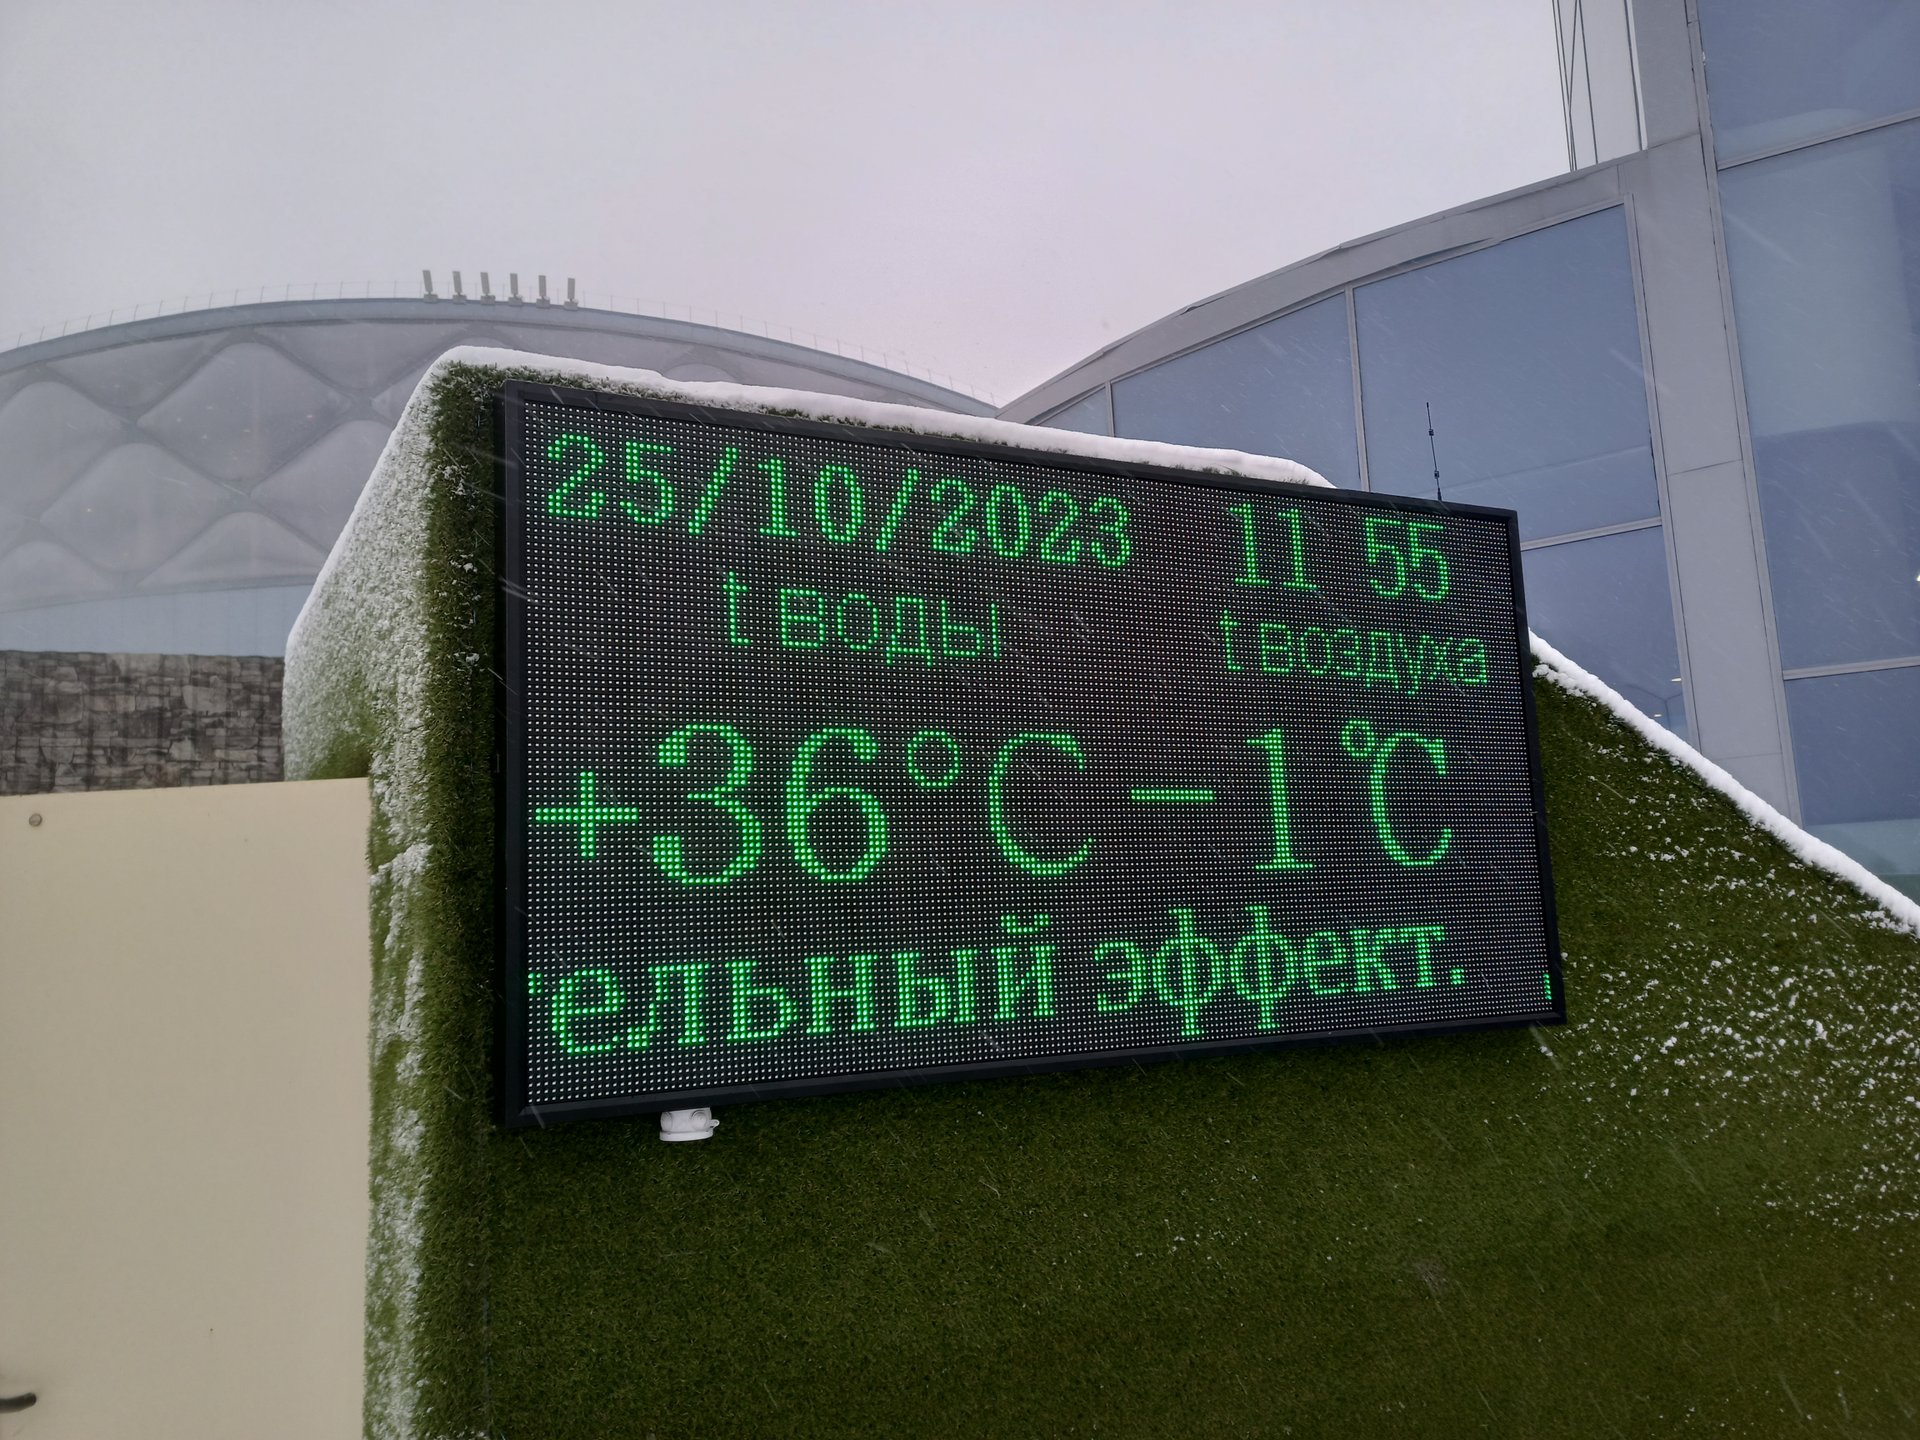 25/10/2023 11 55
t воды t воздуха
+36°C -1°C
ельный эффект.